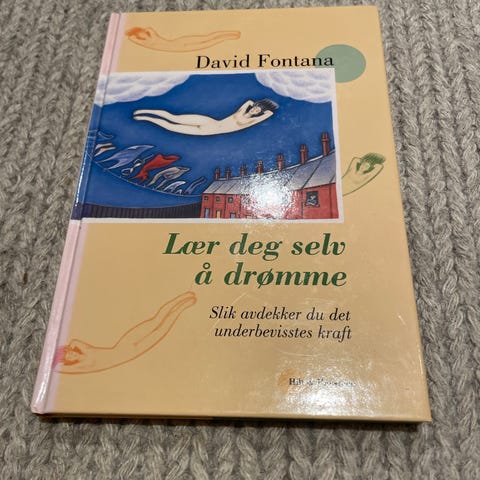 David Fontana
Lær deg selv
å drømme
Slik avdekker du det
underbevisstes kraft